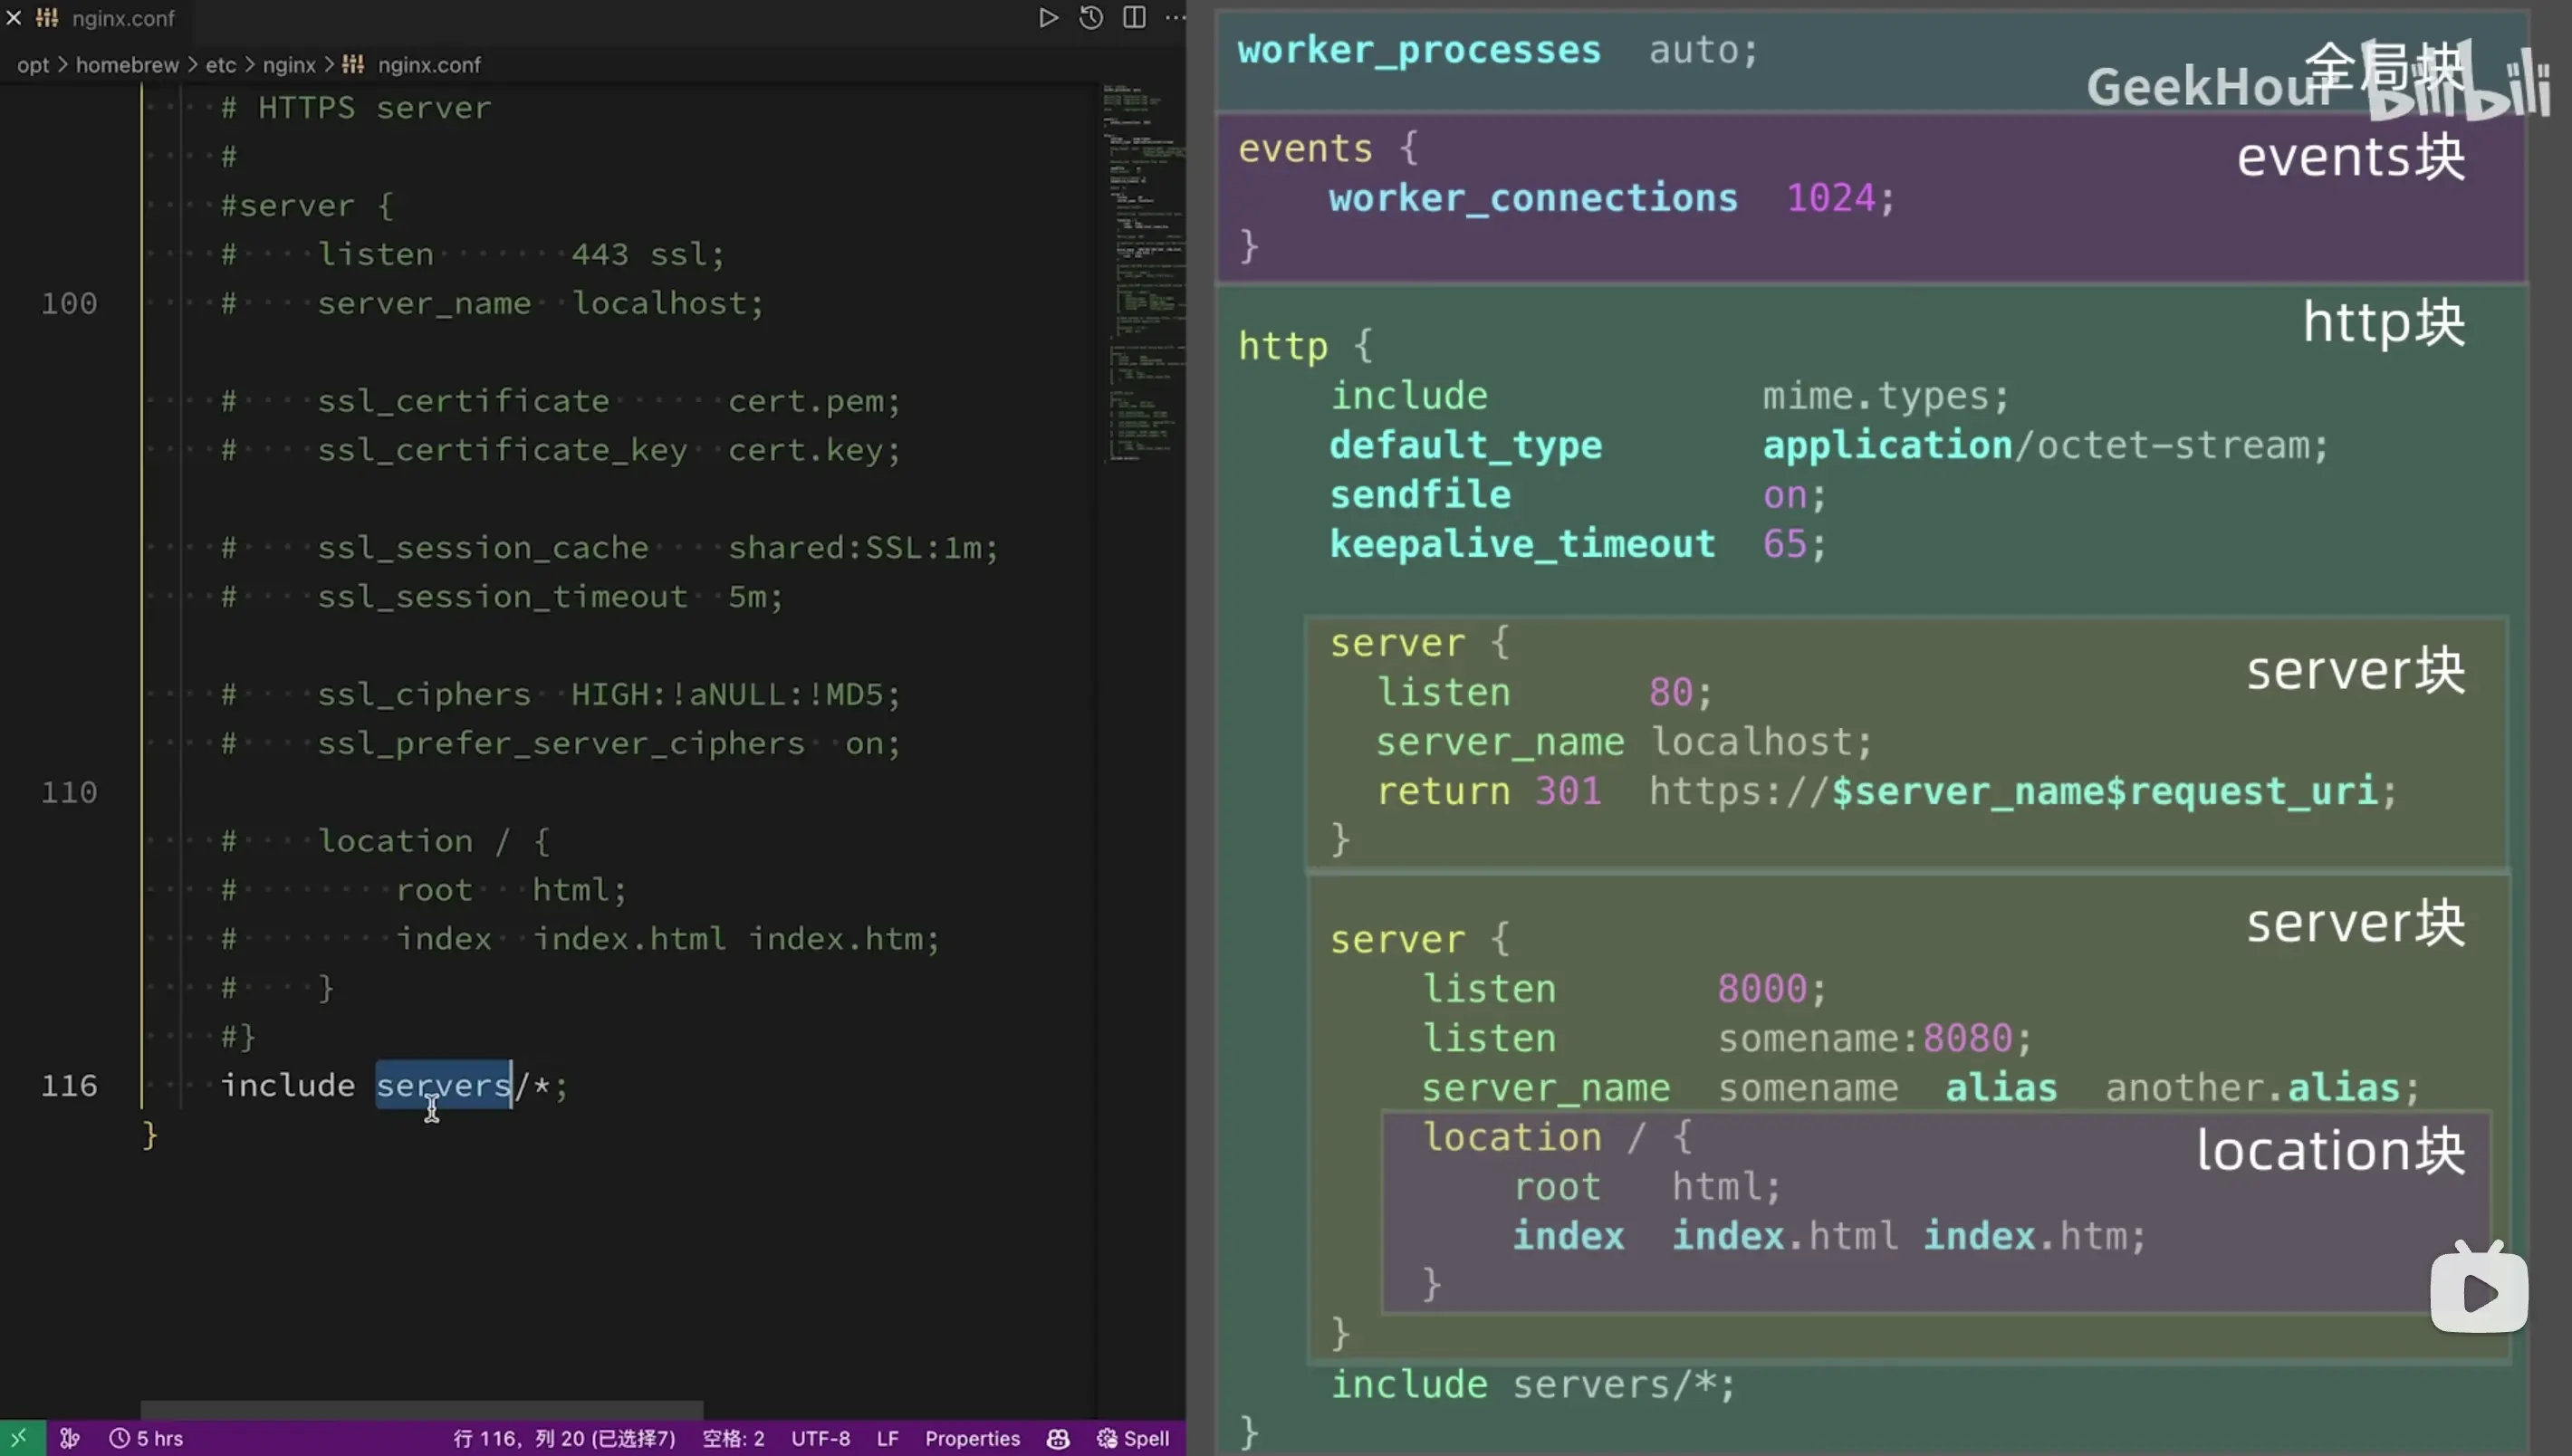 nginx.conf
opt > homebrew > etc > nginx > nginx.conf
# HTTPS server
#
#server {
#    listen       443 ssl;
100 #    server_name  localhost;
#    ssl_certificate      cert.pem;
#    ssl_certificate_key  cert.key;
#    ssl_session_cache    shared:SSL:1m;
#    ssl_session_timeout  5m;
#    ssl_ciphers  HIGH:!aNULL:!MD5;
#    ssl_prefer_server_ciphers  on;
110
#    location / {
#        root   html;
#        index  index.html index.htm;
#    }
#}
116 include servers/*;
}
5 hrs
行 116，列 20 (已选择7)
空格: 2
UTF-8
LF
Properties
Spell
worker_processes  auto;
全局块
GeekHour
bilibili
events {
events块
worker_connections  1024;
}
http块
http {
include            mime.types;
default_type       application/octet-stream;
sendfile           on;
keepalive_timeout  65;
server {
server块
listen      80;
server_name localhost;
return 301  https://$server_name$request_uri;
}
server {
server块
listen       8000;
listen       somename:8080;
server_name  somename  alias  another.alias;
location / {
location块
root   html;
index  index.html index.htm;
}
}
include servers/*;
}